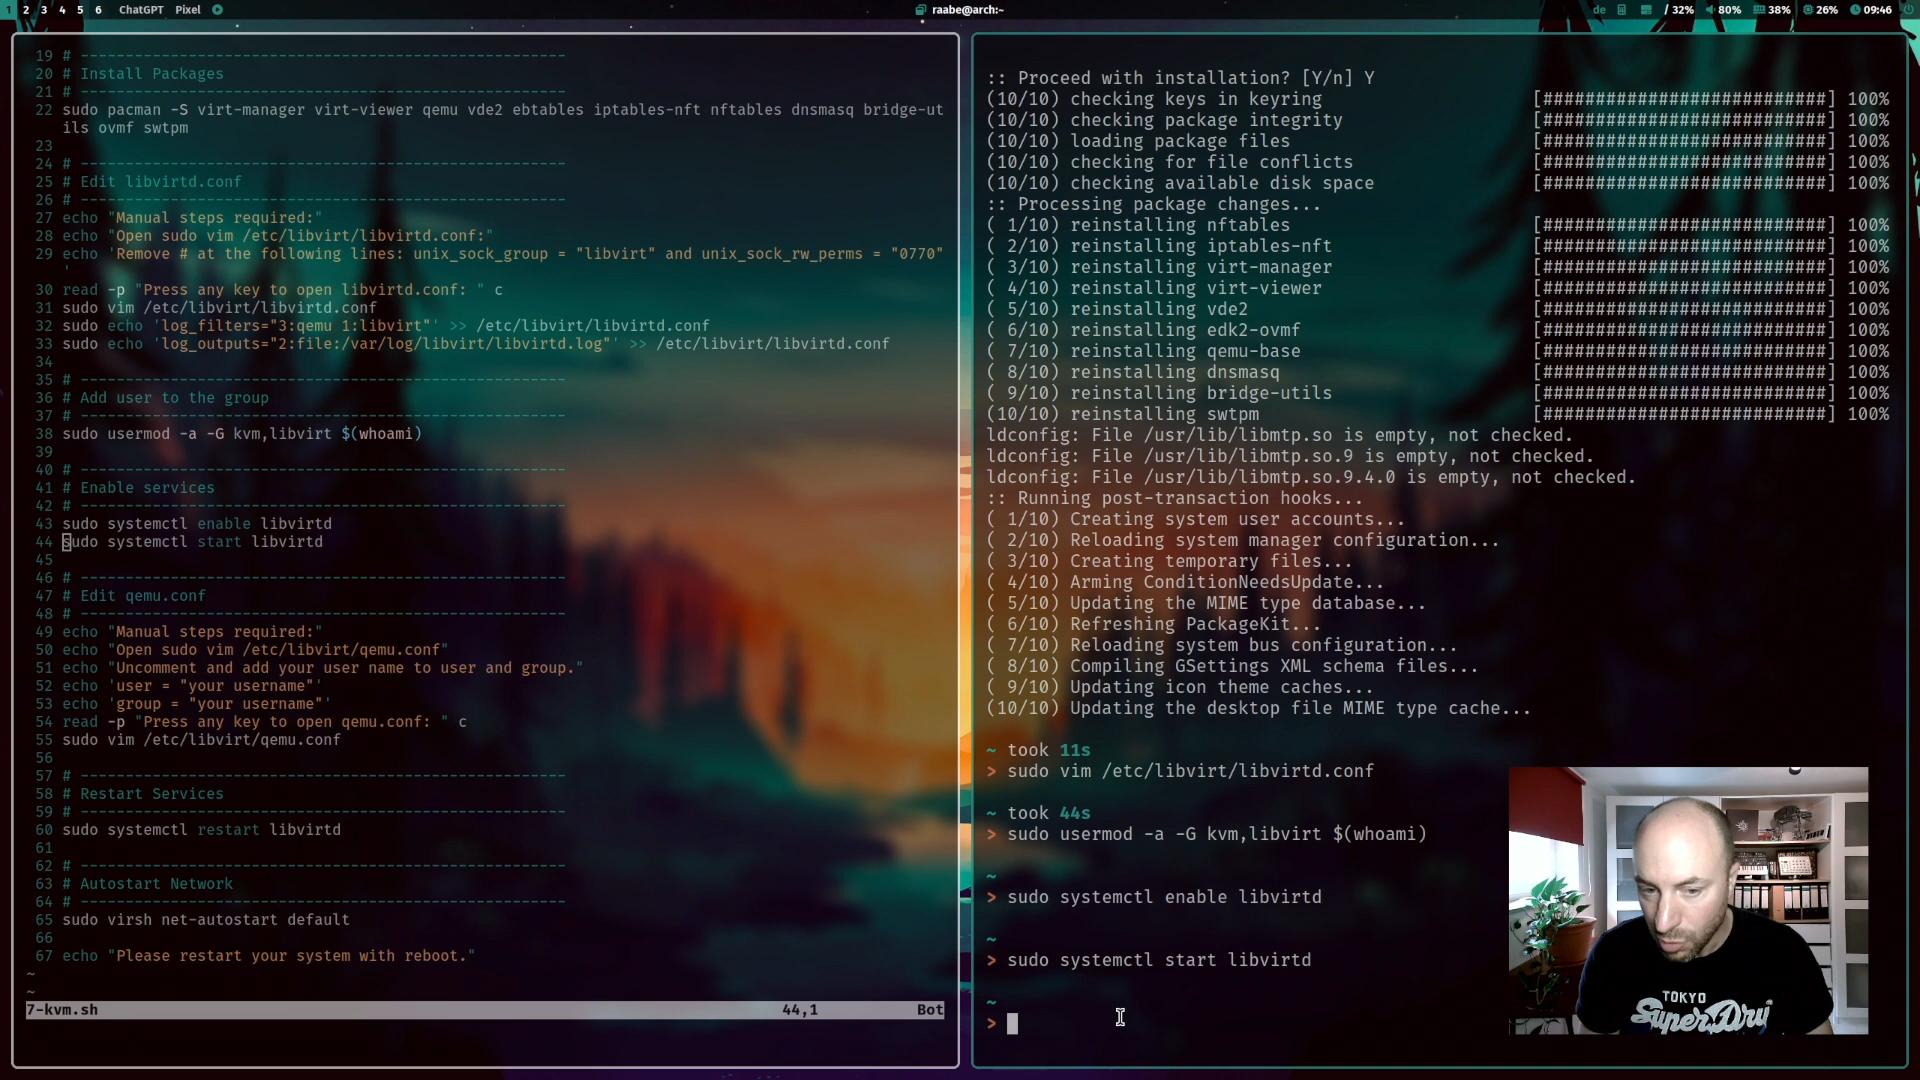 1 2 3 4 5 6 ChatGPT Pixel
raabe@arch:~
de / 32% 80% 38% 26% 09:46
19 # ------------------------------------------------------
20 # Install Packages
21 # ------------------------------------------------------
22 sudo pacman -S virt-manager virt-viewer qemu vde2 ebtables iptables-nft nftables dnsmasq bridge-ut
ils ovmf swtpm
23
24 # ------------------------------------------------------
25 # Edit libvirtd.conf
26 # ------------------------------------------------------
27 echo "Manual steps required:"
28 echo "Open sudo vim /etc/libvirt/libvirtd.conf:"
29 echo 'Remove # at the following lines: unix_sock_group = "libvirt" and unix_sock_rw_perms = "0770"
'
30 read -p "Press any key to open libvirtd.conf: " c
31 sudo vim /etc/libvirt/libvirtd.conf
32 sudo echo 'log_filters="3:qemu 1:libvirt"' >> /etc/libvirt/libvirtd.conf
33 sudo echo 'log_outputs="2:file:/var/log/libvirt/libvirtd.log"' >> /etc/libvirt/libvirtd.conf
34
35 # ------------------------------------------------------
36 # Add user to the group
37 # ------------------------------------------------------
38 sudo usermod -a -G kvm,libvirt $(whoami)
39
40 # ------------------------------------------------------
41 # Enable services
42 # ------------------------------------------------------
43 sudo systemctl enable libvirtd
44 sudo systemctl start libvirtd
45
46 # ------------------------------------------------------
47 # Edit qemu.conf
48 # ------------------------------------------------------
49 echo "Manual steps required:"
50 echo "Open sudo vim /etc/libvirt/qemu.conf"
51 echo "Uncomment and add your user name to user and group."
52 echo 'user = "your username"'
53 echo 'group = "your username"'
54 read -p "Press any key to open qemu.conf: " c
55 sudo vim /etc/libvirt/qemu.conf
56
57 # ------------------------------------------------------
58 # Restart Services
59 # ------------------------------------------------------
60 sudo systemctl restart libvirtd
61
62 # ------------------------------------------------------
63 # Autostart Network
64 # ------------------------------------------------------
65 sudo virsh net-autostart default
66
67 echo "Please restart your system with reboot."
~
~
7-kvm.sh 44,1 Bot
:: Proceed with installation? [Y/n] Y
(10/10) checking keys in keyring [###########################] 100%
(10/10) checking package integrity [###########################] 100%
(10/10) loading package files [###########################] 100%
(10/10) checking for file conflicts [###########################] 100%
(10/10) checking available disk space [###########################] 100%
:: Processing package changes...
( 1/10) reinstalling nftables [###########################] 100%
( 2/10) reinstalling iptables-nft [###########################] 100%
( 3/10) reinstalling virt-manager [###########################] 100%
( 4/10) reinstalling virt-viewer [###########################] 100%
( 5/10) reinstalling vde2 [###########################] 100%
( 6/10) reinstalling edk2-ovmf [###########################] 100%
( 7/10) reinstalling qemu-base [###########################] 100%
( 8/10) reinstalling dnsmasq [###########################] 100%
( 9/10) reinstalling bridge-utils [###########################] 100%
(10/10) reinstalling swtpm [###########################] 100%
ldconfig: File /usr/lib/libmtp.so is empty, not checked.
ldconfig: File /usr/lib/libmtp.so.9 is empty, not checked.
ldconfig: File /usr/lib/libmtp.so.9.4.0 is empty, not checked.
:: Running post-transaction hooks...
( 1/10) Creating system user accounts...
( 2/10) Reloading system manager configuration...
( 3/10) Creating temporary files...
( 4/10) Arming ConditionNeedsUpdate...
( 5/10) Updating the MIME type database...
( 6/10) Refreshing PackageKit...
( 7/10) Reloading system bus configuration...
( 8/10) Compiling GSettings XML schema files...
( 9/10) Updating icon theme caches...
(10/10) Updating the desktop file MIME type cache...
~ took 11s
> sudo vim /etc/libvirt/libvirtd.conf
~ took 44s
> sudo usermod -a -G kvm,libvirt $(whoami)
~
> sudo systemctl enable libvirtd
~
> sudo systemctl start libvirtd
~
>
TOKYO
SuperDry